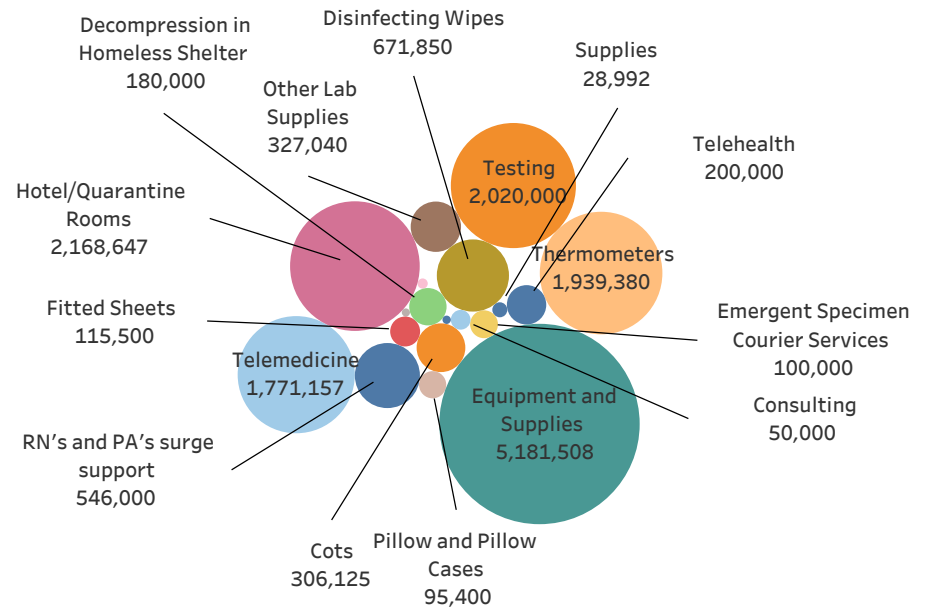 Decompression in
Homeless Shelter
180,000
Disinfecting Wipes
671,850
Supplies
28,992
Other Lab
Supplies
327,040
Telehealth
200,000
Testing
2,020,000
Hotel/Quarantine
Rooms
2,168,647
Thermometers
1,939,380
Fitted Sheets
115,500
Emergent Specimen
Courier Services
100,000
Telemedicine
1,771,157
Equipment and
Supplies
5,181,508
Consulting
50,000
RN's and PA's surge
support
546,000
Cots
306,125
Pillow and Pillow
Cases
95,400